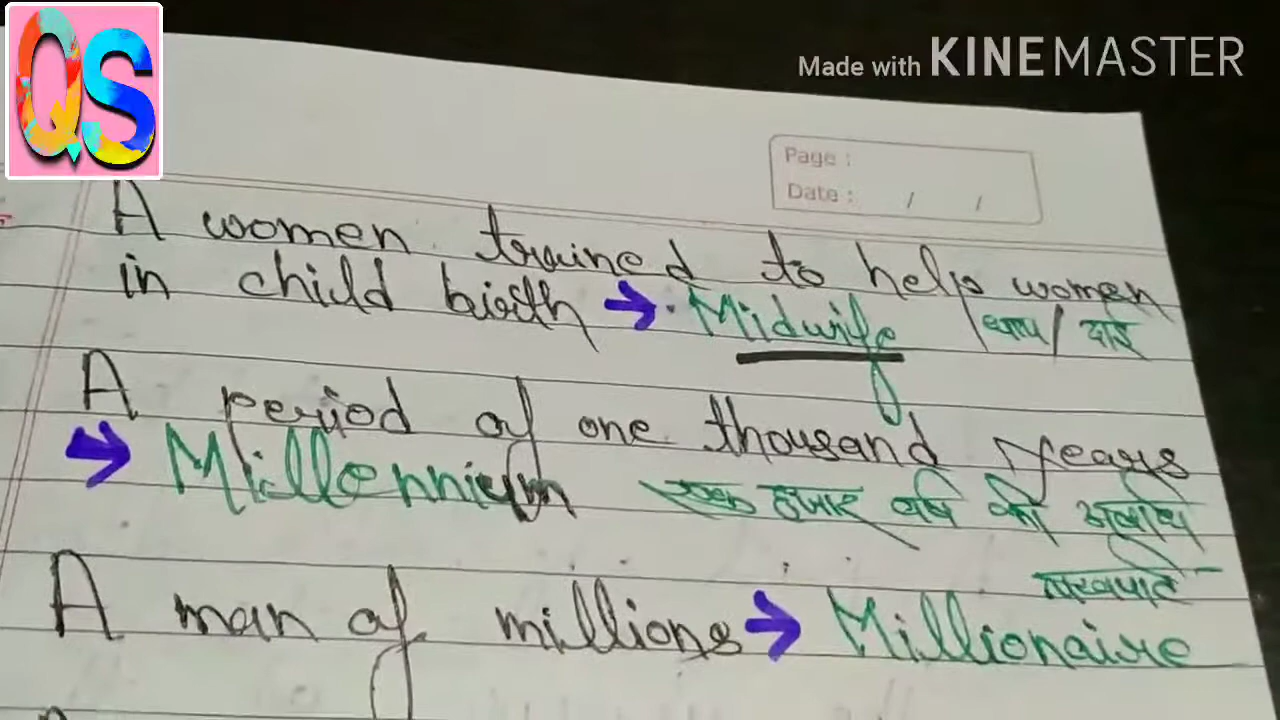 QS
Made with KINEMASTER
Page :
Date : / /
A women trained to help women
in child birth → Midwife धाय / दाई
A period of one thousand years
→ Millennium एक हजार वर्ष की अवधि
लखपति
A man of millions → Millionaire